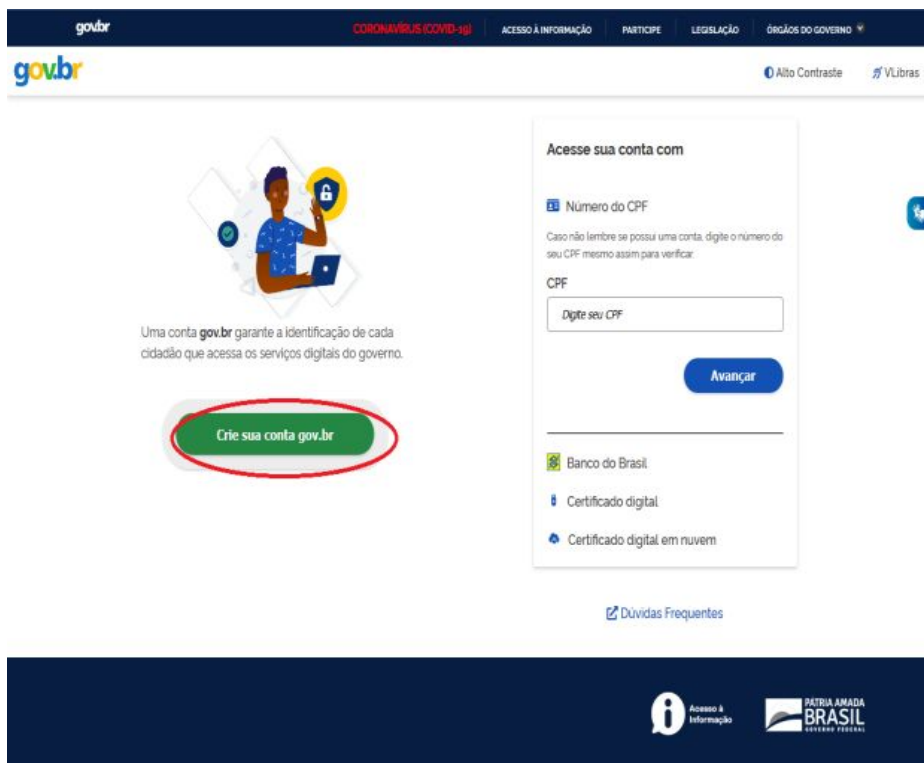 govbr
CORONAVÍRUS (COVID-19)
ACESSO À INFORMAÇÃO
PARTICIPE
LEGISLAÇÃO
ÓRGÃOS DO GOVERNO
gov.br
Alto Contraste
VLibras
Acesse sua conta com
Número do CPF
Caso não lembre se possui uma conta, digite o número do
seu CPF mesmo assim para verificar.
CPF
Digite seu CPF
Avançar
Uma conta gov.br garante a identificação de cada
cidadão que acessa os serviços digitais do governo.
Crie sua conta gov.br
Banco do Brasil
Certificado digital
Certificado digital em nuvem
Dúvidas Frequentes
Acesso à
Informação
PÁTRIA AMADA
BRASIL
GOVERNO FEDERAL